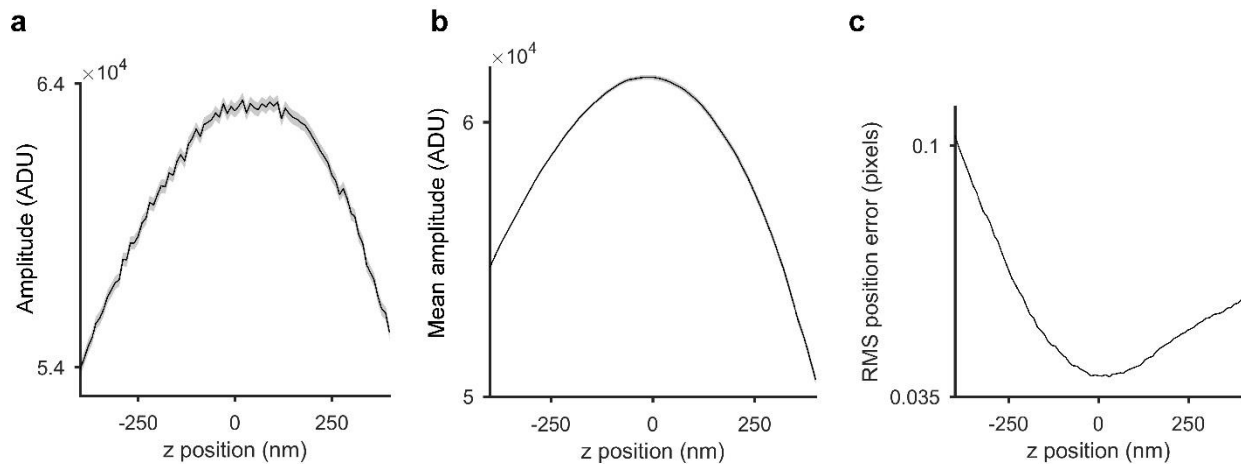 a
×10⁴
6.4
5.4
Amplitude (ADU)
-250 0 250
z position (nm)
b
×10⁴
6
5
Mean amplitude (ADU)
-250 0 250
z position (nm)
c
0.1
0.035
RMS position error (pixels)
-250 0 250
z position (nm)